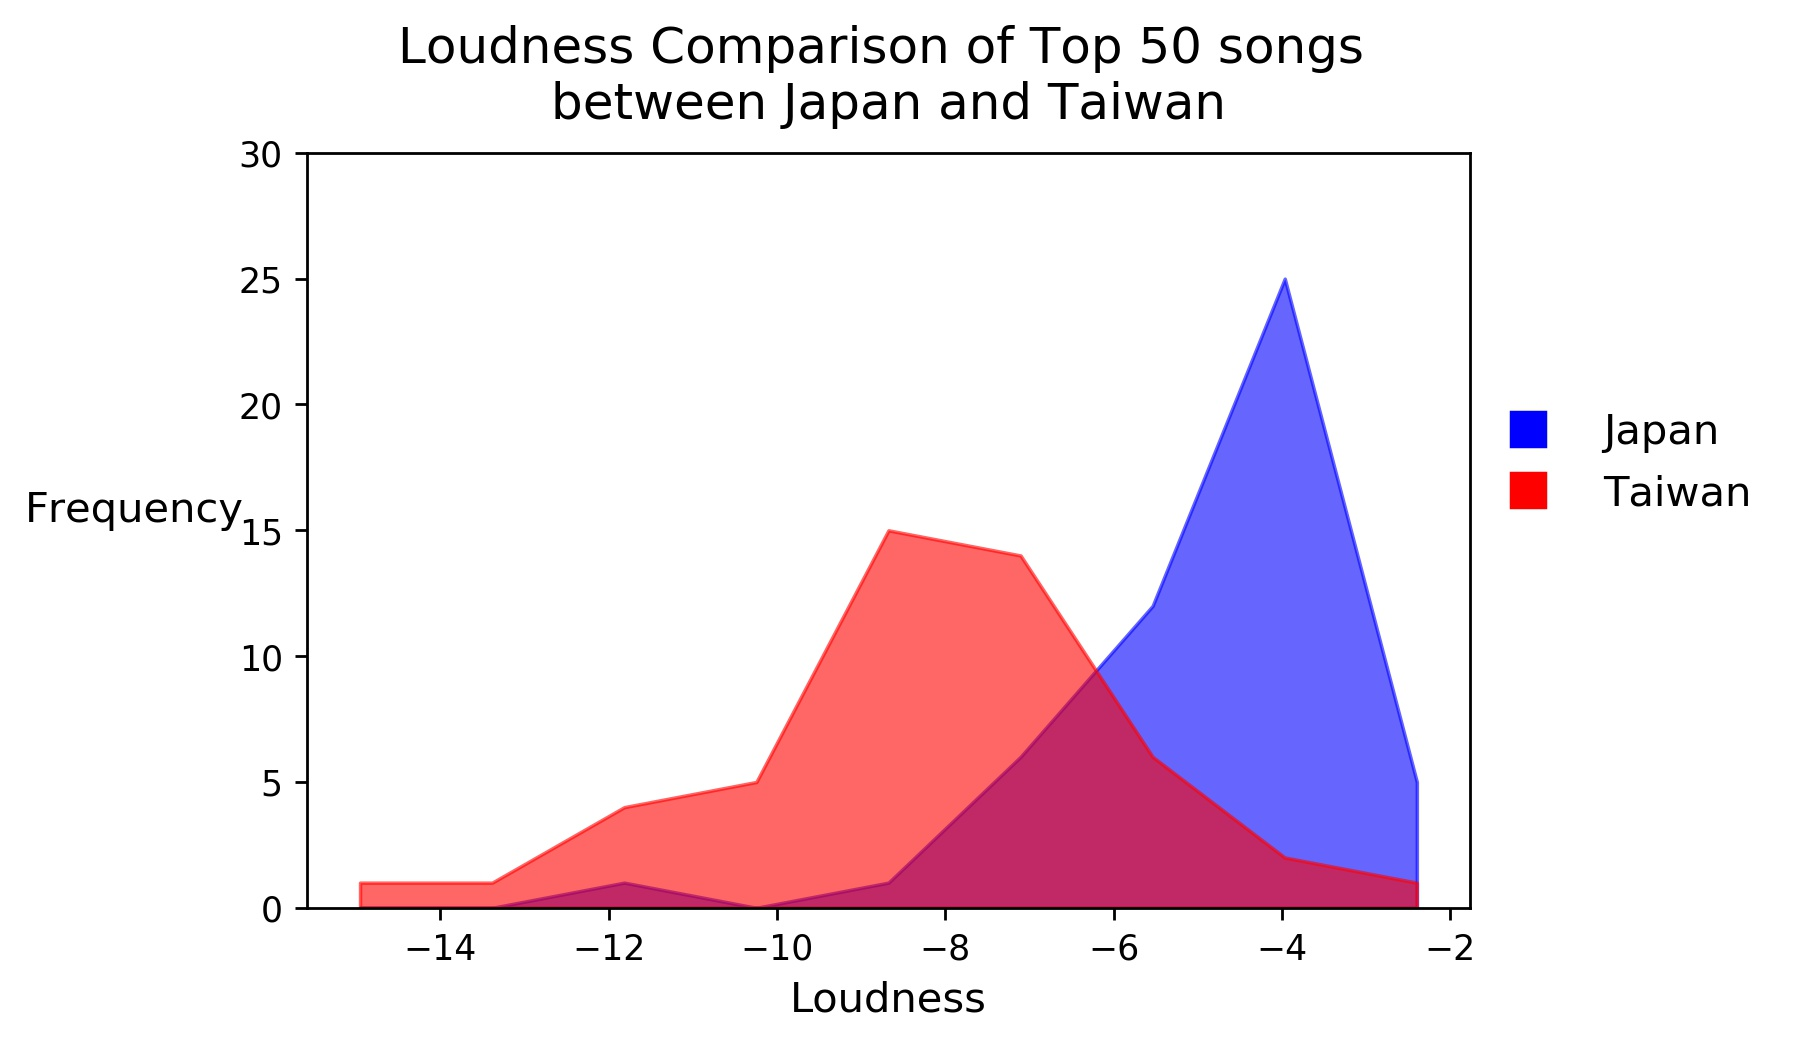 Loudness Comparison of Top 50 songs
between Japan and Taiwan
30
25
20
15
10
5
0
Frequency
−14 −12 −10 −8 −6 −4 −2
Loudness
Japan
Taiwan